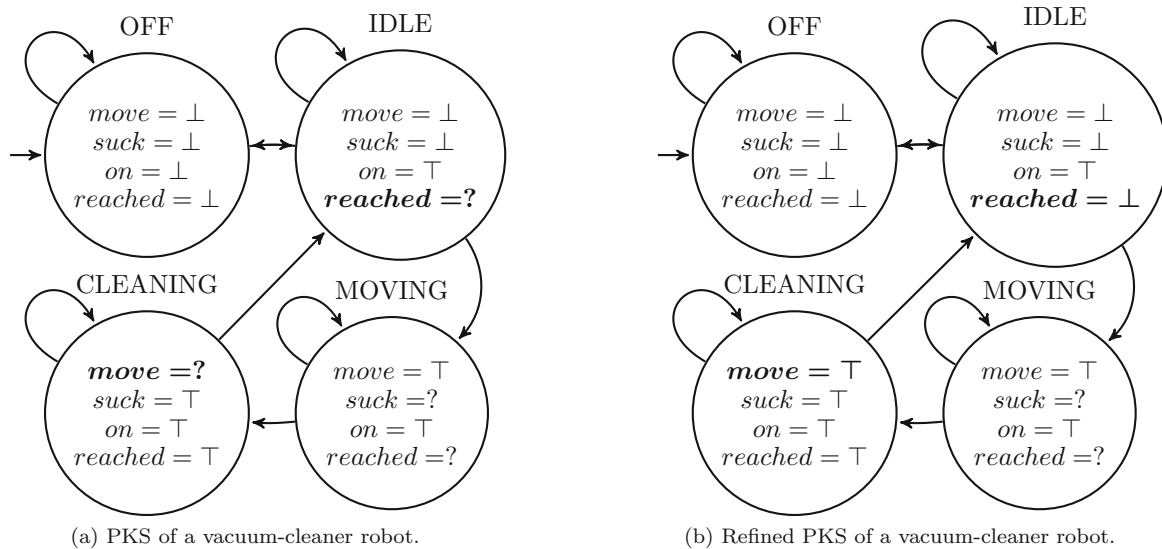 OFF
move = ⊥
suck = ⊥
on = ⊥
reached = ⊥
IDLE
move = ⊥
suck = ⊥
on = ⊤
reached =?
CLEANING
move =?
suck = ⊤
on = ⊤
reached = ⊤
MOVING
move = ⊤
suck =?
on = ⊤
reached =?
(a) PKS of a vacuum-cleaner robot.
OFF
move = ⊥
suck = ⊥
on = ⊥
reached = ⊥
IDLE
move = ⊥
suck = ⊥
on = ⊤
reached = ⊥
CLEANING
move = ⊤
suck = ⊤
on = ⊤
reached = ⊤
MOVING
move = ⊤
suck =?
on = ⊤
reached =?
(b) Refined PKS of a vacuum-cleaner robot.